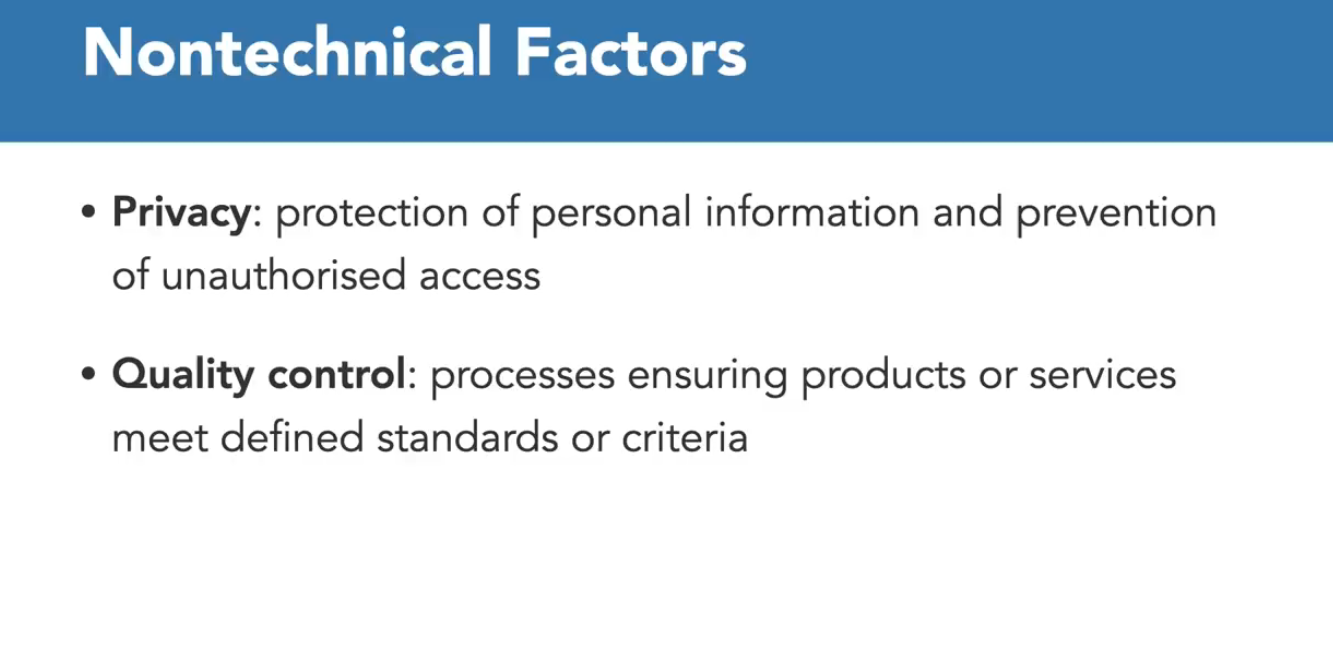 Nontechnical Factors
• Privacy: protection of personal information and prevention
of unauthorised access
• Quality control: processes ensuring products or services
meet defined standards or criteria